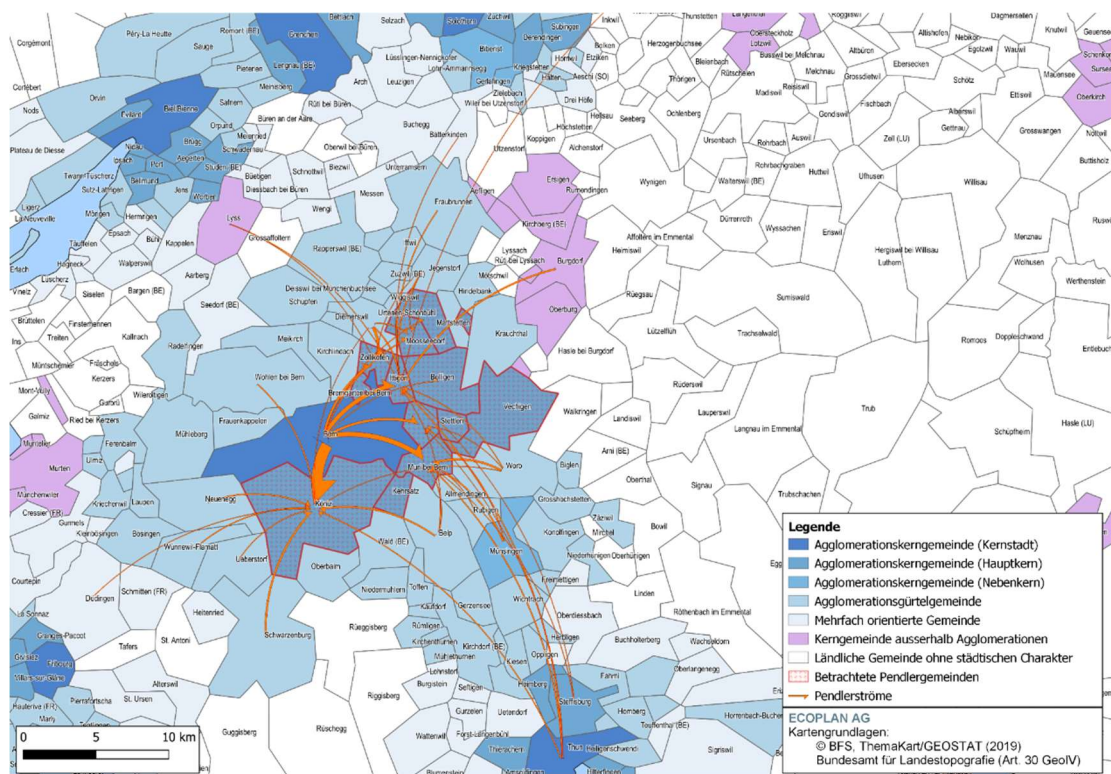 Corgémont
Péry-La Heutte
Romont (BE)
Grenchen
Bettlach
Selzach
Solothurn
Zuchwil
Subingen
Inkwil
Thunstetten
Langenthal
Roggliswil
Dagmersellen
Knutwil
Sauge
Lengnau (BE)
Lüsslingen-Nennigkofen
Biberist
Derendingen
Bolken
Herzogenbuchsee
Obersteckholz
Lotzwil
Altbüron
Altishofen
Nebikon
Egolzwil
Wauwil
Pieterlen
Lohn-Ammannsegg
Kriegstetten
Etziken
Bleienbach
Busswil bei Melchnau
Ebersecken
Schötz
Mauensee
Cortébert
Meinisberg
Arch
Leuzigen
Gerlafingen
Aeschi (SO)
Thörigen
Rütschelen
Melchnau
Grossdietwil
Orvin
Safnern
Buchegg
Zielebach
Wiler bei Utzenstorf
Drei Höfe
Madiswil
Reisiswil
Fischbach
Ettiswil
Oberkirch
Nods
Evilard
Biel/Bienne
Rüti bei Büren
Bätterkinden
Koppigen
Höchstetten
Seeberg
Ochlenberg
Gondiswil
Alberswil
Gettnau
Grosswangen
Nottwil
Orpund
Meienried
Büren an der Aare
Oberwil bei Büren
Utzenstorf
Alchenstorf
Ursenbach
Rohrbach
Auswil
Zell (LU)
Plateau de Diesse
Nidau
Brügg
Schwadernau
Biezwil
Unterramsern
Rohrbachgraben
Huttwil
Buttisholz
Ipsach
Port
Aegerten
Studen (BE)
Schnottwil
Ersigen
Wynigen
Walterswil (BE)
Ufhusen
Willisau
Twann-Tüscherz
Bellmund
Büetigen
Diessbach bei Büren
Messen
Aefligen
Rumendingen
Sutz-Lattrigen
Jens
Worben
Wengi
Fraubrunnen
Kirchberg (BE)
Dürrenroth
Ligerz
La Neuveville
Mörigen
Hermrigen
Lyss
Grossaffoltern
Affoltern im Emmental
Wyssachen
Eriswil
Menznau
Täuffelen
Epsach
Bühl
Kappelen
Rapperswil (BE)
Iffwil
Lyssach
Rüti bei Lyssach
Heimiswil
Hergiswil bei Willisau
Luthern
Wolhusen
Erlach
Hagneck
Walperswil
Aarberg
Zuzwil (BE)
Jegenstorf
Burgdorf
Werthenstein
Lüscherz
Deisswil bei Münchenbuchsee
Wiggiswil
Mötschwil
Hindelbank
Rüegsau
Sumiswald
Vinelz
Siselen
Bargen (BE)
Seedorf (BE)
Schüpfen
Urtenen-Schönbühl
Mattstetten
Oberburg
Brüttelen
Finsterhennen
Diemerswil
Krauchthal
Lützelflüh
Trachselwald
Ins
Treiten
Kallnach
Moosseedorf
Romoos
Doppleschwand
Müntschemier
Fräschels
Radelfingen
Meikirch
Kirchlindach
Zollikofen
Hasle bei Burgdorf
Entlebuch
Kerzers
Wohlen bei Bern
Ittigen
Bolligen
Rüderswil
Mont-Vully
Gurbrü
Wileroltigen
Bremgarten bei Bern
Vechigen
Walkringen
Landiswil
Lauperswil
Trub
Galmiz
Ried bei Kerzers
Frauenkappelen
Stettlen
Langnau im Emmental
Hasle (LU)
Muntelier
Ferenbalm
Mühleberg
Bern
Schüpfheim
Murten
Ulmiz
Muri bei Bern
Worb
Biglen
Arni (BE)
Oberthal
Münchenwiler
Kriechenwil
Laupen
Neuenegg
Köniz
Kehrsatz
Allmendingen
Rubigen
Grosshöchstetten
Signau
Trubschachen
Cressier (FR)
Gurmels
Kleinbösingen
Bösingen
Wünnewil-Flamatt
Belp
Konolfingen
Zäziwil
Mirchel
Bowil
Ueberstorf
Oberbalm
Wald (BE)
Münsingen
Niederhünigen
Oberhünigen
Courtepin
Niedermuhlern
Toffen
Freimettigen
Linden
Düdingen
Schmitten (FR)
Heitenried
Kaufdorf
Gerzensee
Wichtrach
Röthenbach im Emmental
La Sonnaz
Schwarzenburg
Rüeggisberg
Rümligen
Oberdiessbach
Granges-Paccot
Tafers
St. Antoni
Kirchenthurnen
Kirchdorf (BE)
Herbligen
Buchholterberg
Wachseldorn
Givisiez
Fribourg
Mühlethurnen
Kiesen
Oppligen
Villars-sur-Glâne
Alterswil
Lohnstorf
Oberlangenegg
Riggisberg
Burgistein
Seftigen
Heimberg
Fahrni
Pierrafortscha
St. Ursen
Gurzelen
Uetendorf
Steffisburg
Hauterive (FR)
Rüschegg
Homberg
Marly
Guggisberg
Wattenwil
Forst-Längenbühl
Teuffenthal (BE)
Horrenbach-Buchen
Thierachern
Thun
Heiligenschwendi
Sigriswil
Blumenstein
Amsoldingen
Hilterfingen
0 5 10 km
Legende
Agglomerationskerngemeinde (Kernstadt)
Agglomerationskerngemeinde (Hauptkern)
Agglomerationskerngemeinde (Nebenkern)
Agglomerationsgürtelgemeinde
Mehrfach orientierte Gemeinde
Kerngemeinde ausserhalb Agglomerationen
Ländliche Gemeinde ohne städtischen Charakter
Betrachtete Pendlergemeinden
Pendlerströme
ECOPLAN AG
Kartengrundlagen:
© BFS, ThemaKart/GEOSTAT (2019)
Bundesamt für Landestopografie (Art. 30 GeoIV)